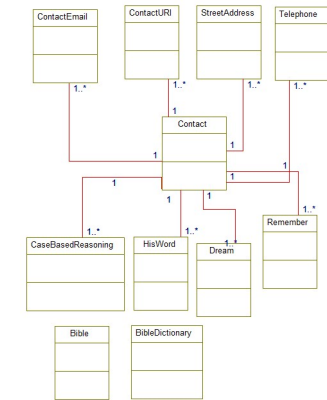 ContactEmail
ContactURI
StreetAddress
Telephone
1..*
1..*
1..*
1..*
1
Contact
1
1
1
1
1
1
1
1..*
1..*
1..*
1..*
Remember
CaseBasedReasoning
HisWord
Dream
Bible
BibleDictionary